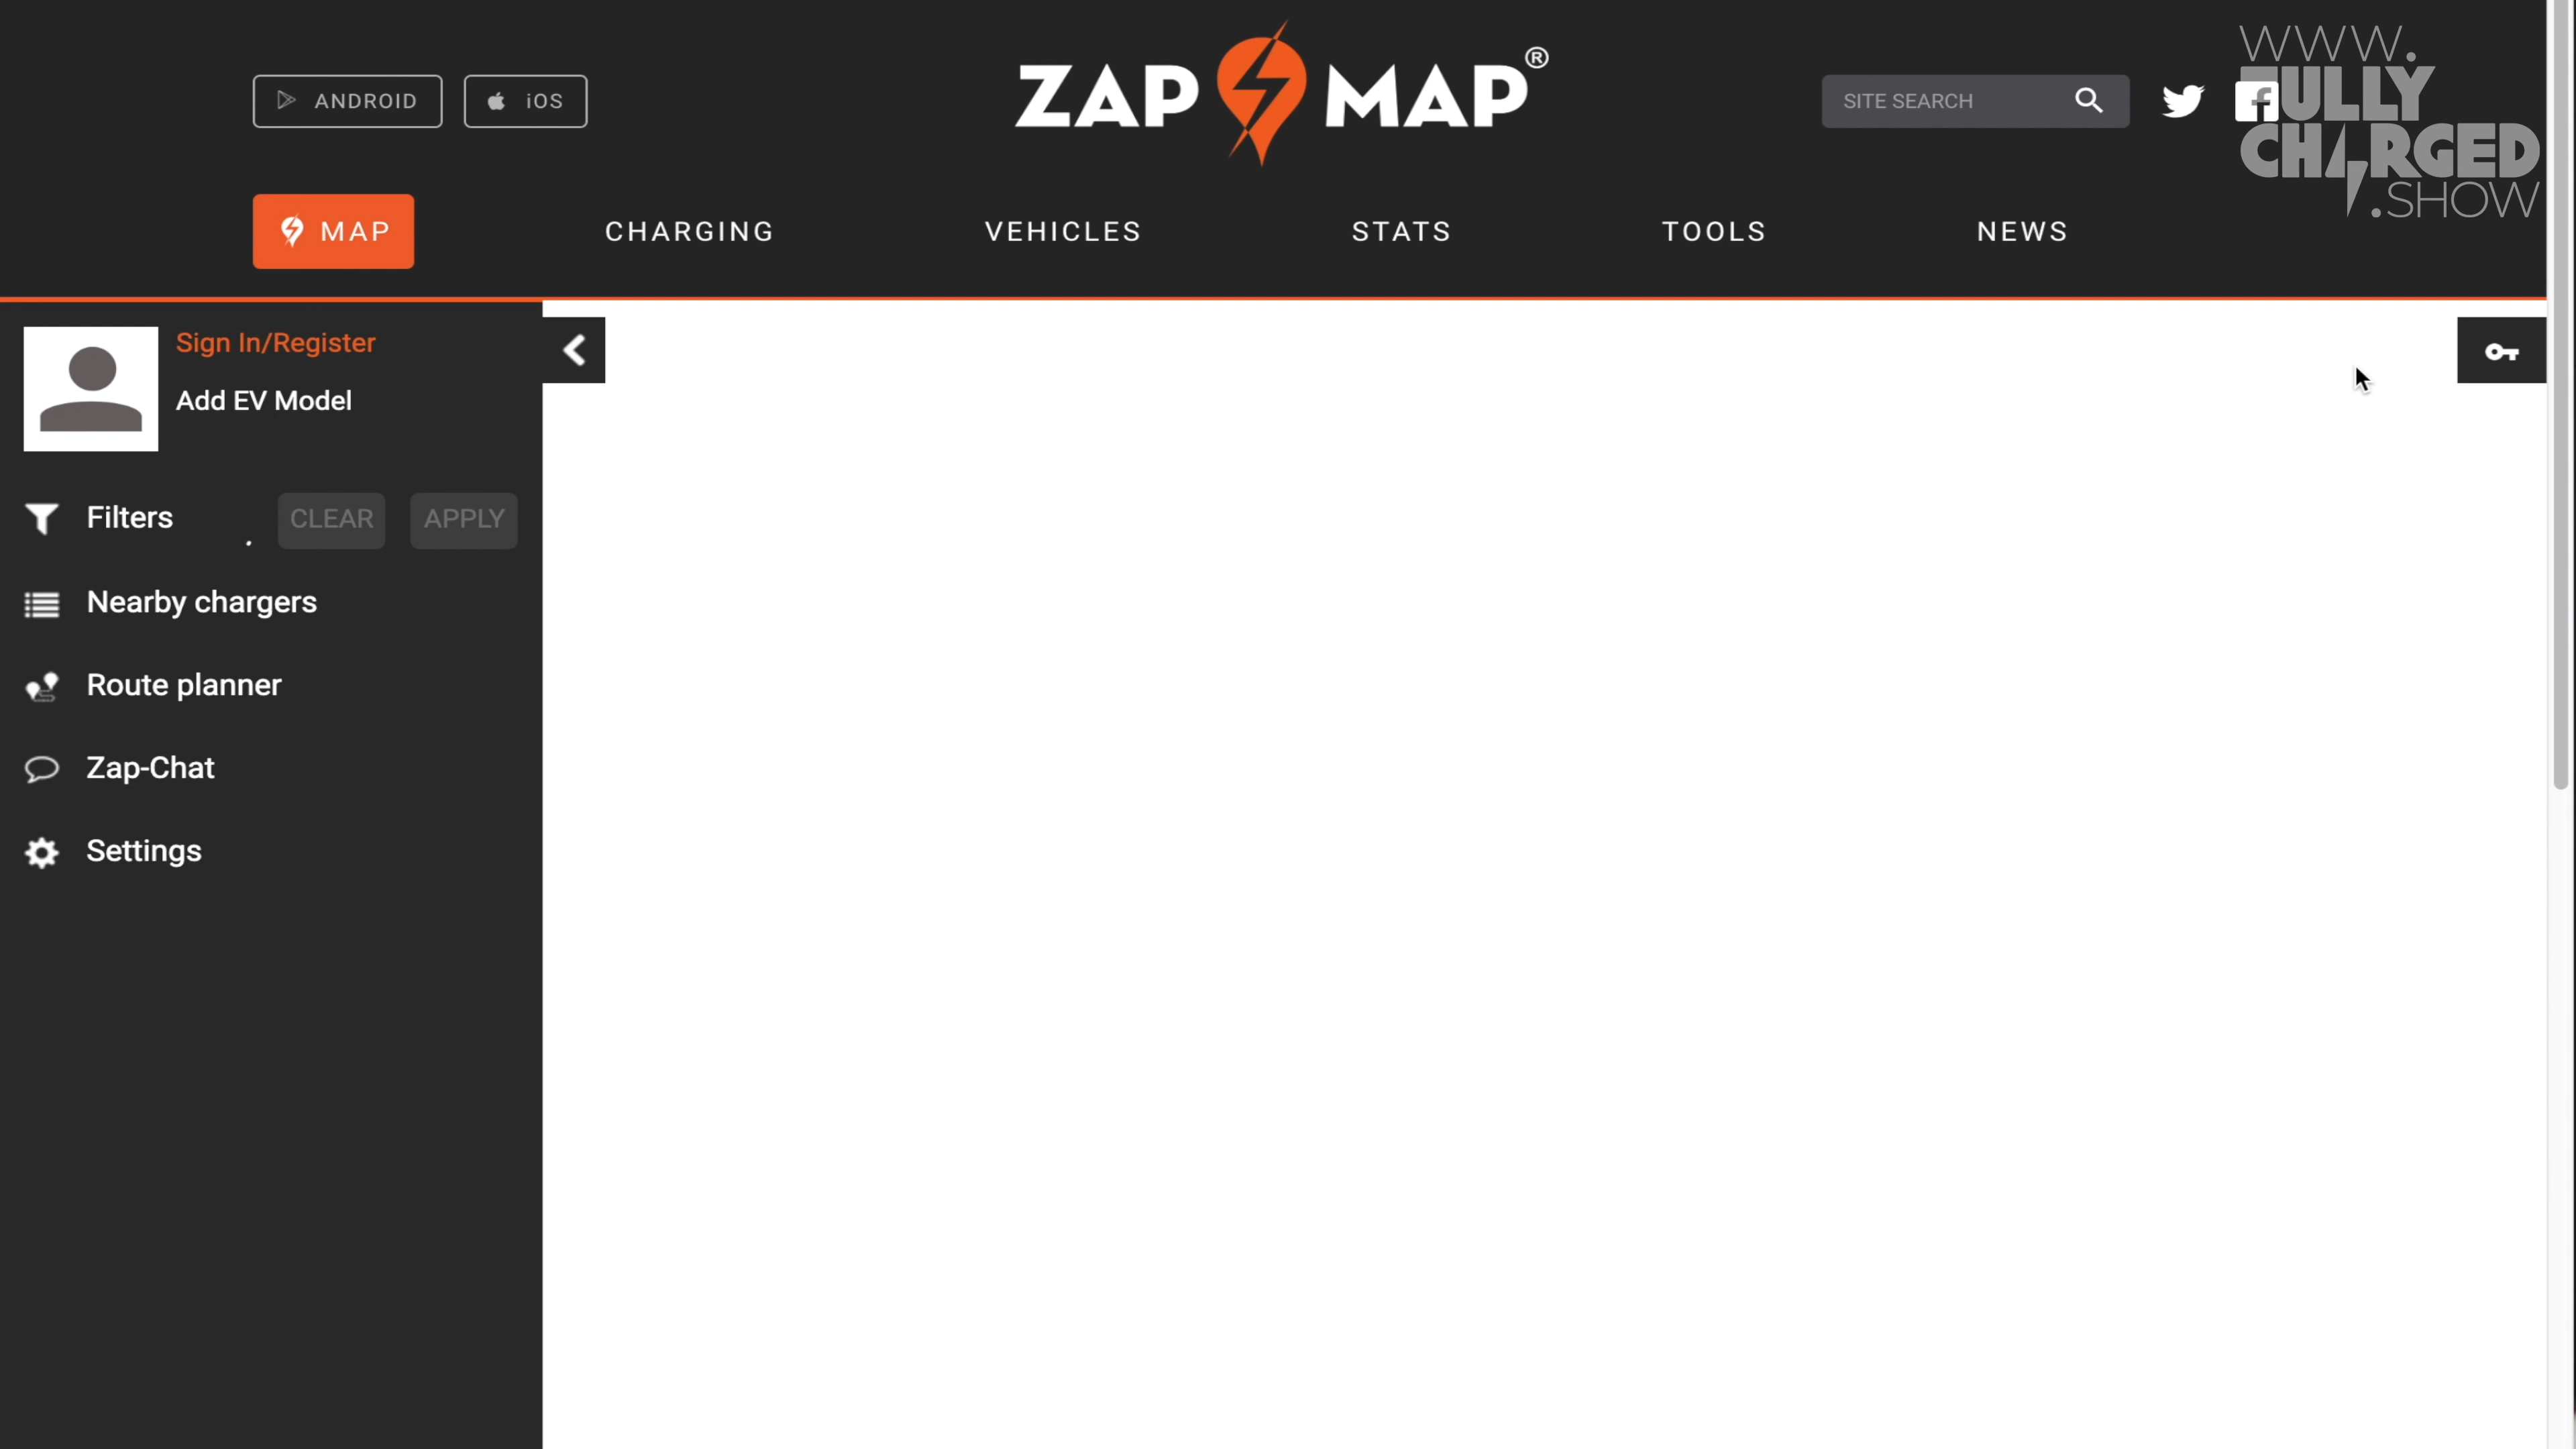 ANDROID
iOS
ZAP MAP®
SITE SEARCH
WWW.
FULLY
CHARGED
.SHOW
MAP
CHARGING
VEHICLES
STATS
TOOLS
NEWS
Sign In/Register
Add EV Model
Filters
CLEAR
APPLY
Nearby chargers
Route planner
Zap-Chat
Settings